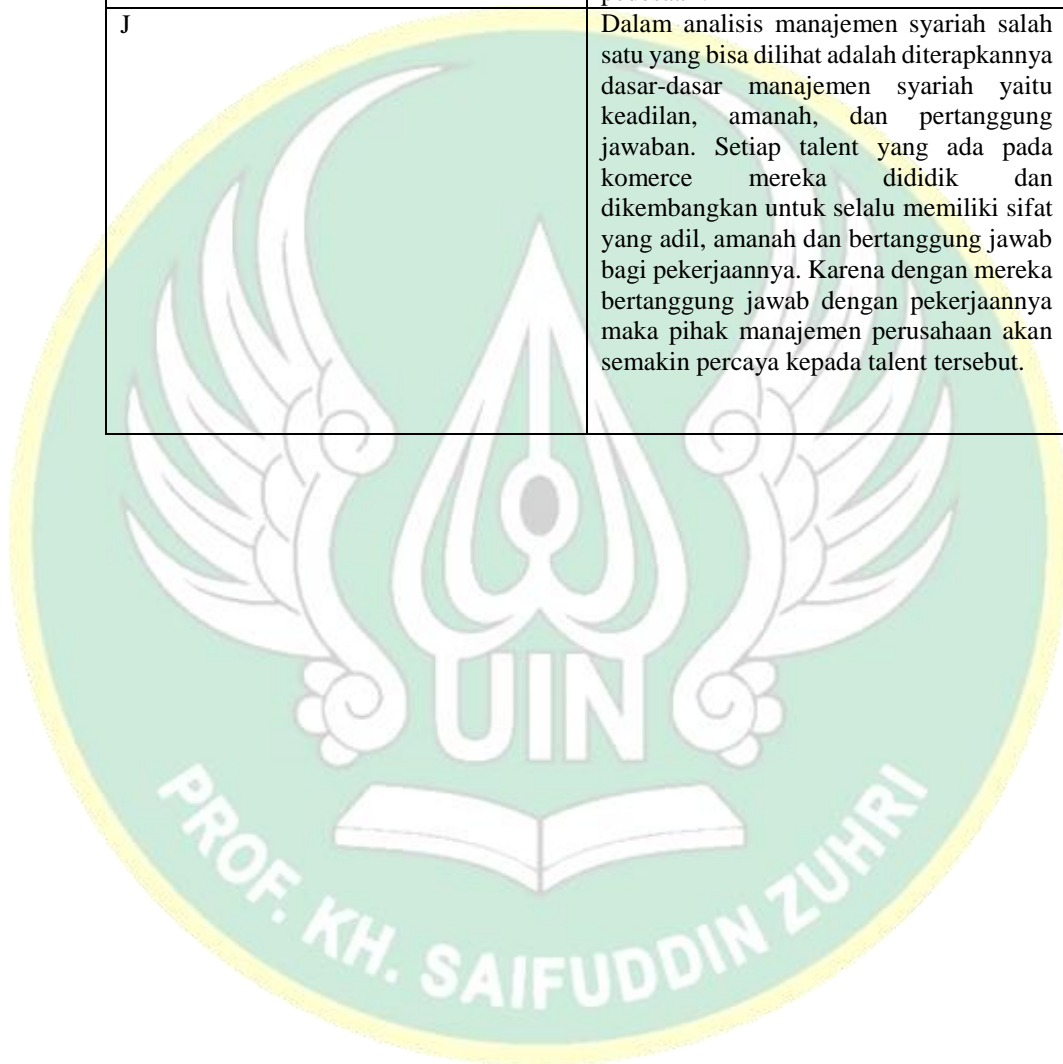 J
Dalam analisis manajemen syariah salah
satu yang bisa dilihat adalah diterapkannya
dasar-dasar manajemen syariah yaitu
keadilan, amanah, dan pertanggung
jawaban. Setiap talent yang ada pada
komerce mereka dididik dan
dikembangkan untuk selalu memiliki sifat
yang adil, amanah dan bertanggung jawab
bagi pekerjaannya. Karena dengan mereka
bertanggung jawab dengan pekerjaannya
maka pihak manajemen perusahaan akan
semakin percaya kepada talent tersebut.
UIN
PROF. KH. SAIFUDDIN ZUHRI